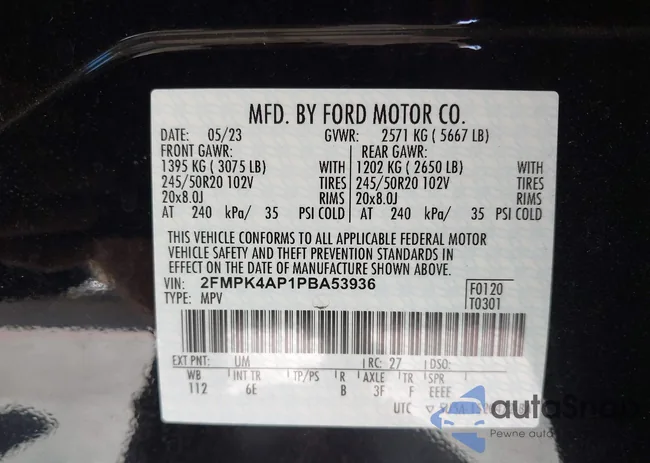 MFD. BY FORD MOTOR CO.
DATE: 05/23 GVWR: 2571 KG ( 5667 LB)
FRONT GAWR: REAR GAWR:
1395 KG ( 3075 LB) WITH 1202 KG ( 2650 LB) WITH
245/50R20 102V TIRES 245/50R20 102V TIRES
20x8.0J RIMS 20x8.0J RIMS
AT 240 kPa/ 35 PSI COLD AT 240 kPa/ 35 PSI COLD
THIS VEHICLE CONFORMS TO ALL APPLICABLE FEDERAL MOTOR
VEHICLE SAFETY AND THEFT PREVENTION STANDARDS IN
EFFECT ON THE DATE OF MANUFACTURE SHOWN ABOVE.
VIN: 2FMPK4AP1PBA53936
TYPE: MPV
F0120
T0301
EXT PNT: UM RC: 27 DSO:
WB INT TR TP/PS R AXLE TR SPR
112 6E B 3F F EEEE
UTC
Pewne auto